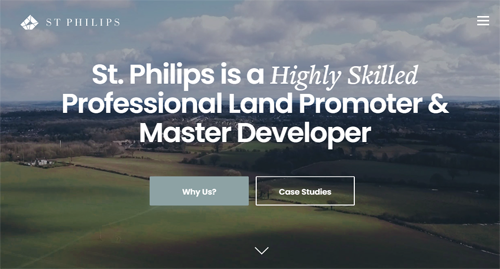 ST PHILIPS
St. Philips is a Highly Skilled
Professional Land Promoter &
Master Developer
Why Us?
Case Studies